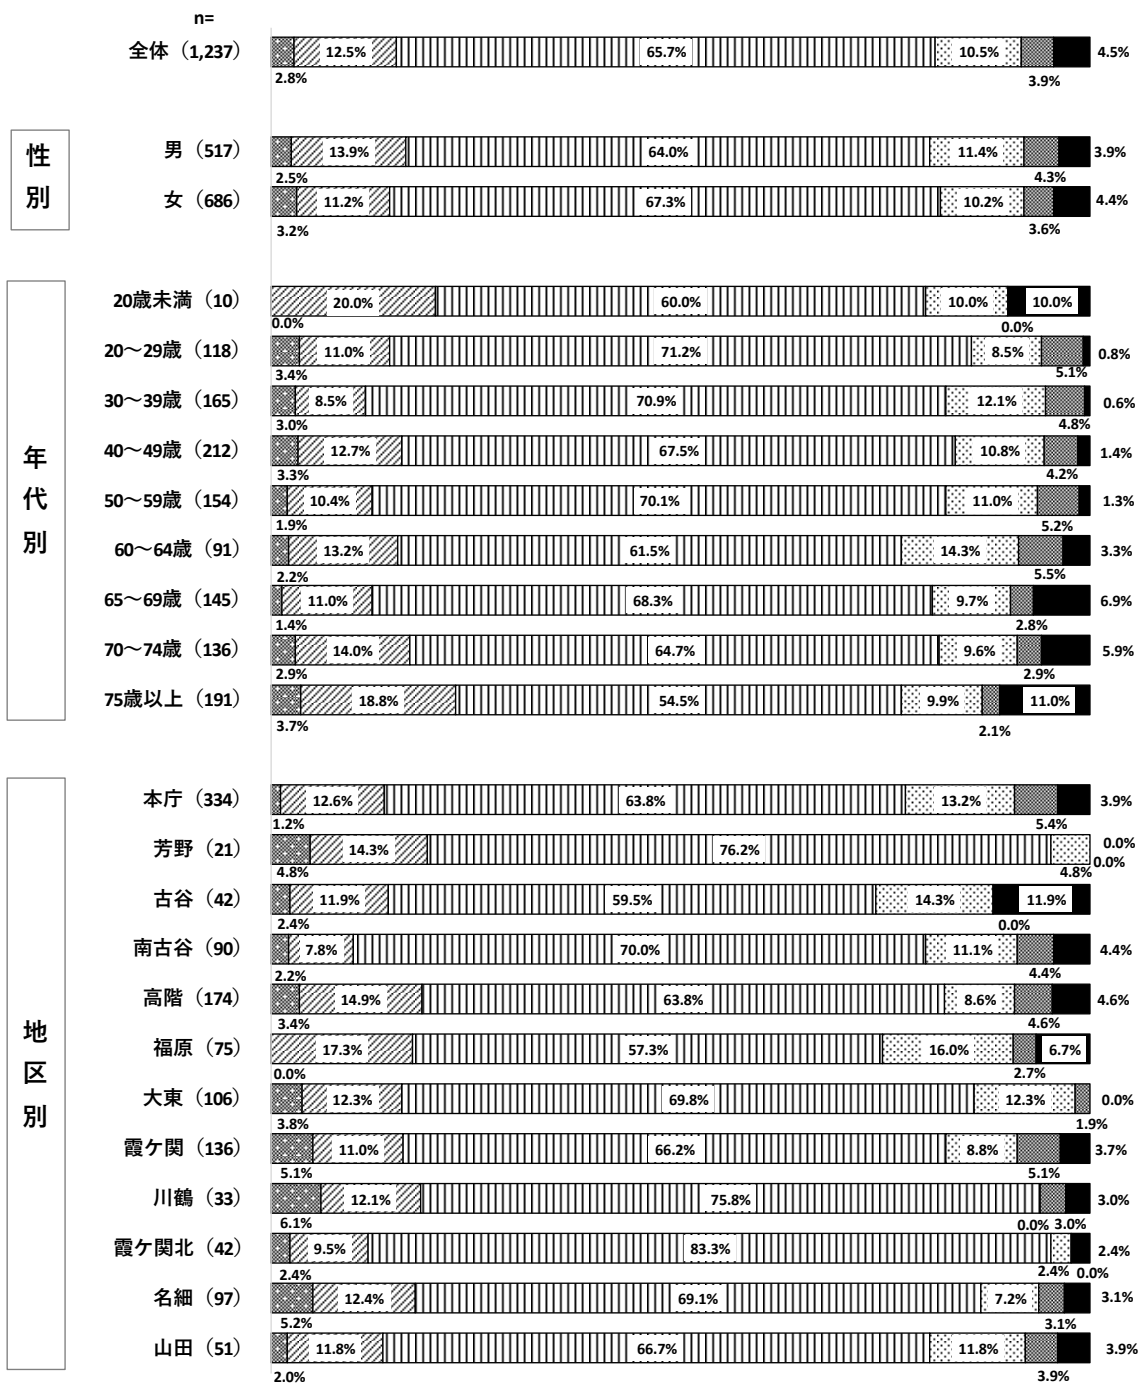 n=
全体（1,237） 12.5% 65.7% 10.5% 4.5%
2.8% 3.9%
性別
男（517） 13.9% 64.0% 11.4% 3.9%
2.5% 4.3%
女（686） 11.2% 67.3% 10.2% 4.4%
3.2% 3.6%
年代別
20歳未満（10） 20.0% 60.0% 10.0% 10.0%
0.0% 0.0%
20～29歳（118） 11.0% 71.2% 8.5% 0.8%
3.4% 5.1%
30～39歳（165） 8.5% 70.9% 12.1% 0.6%
3.0% 4.8%
40～49歳（212） 12.7% 67.5% 10.8% 1.4%
3.3% 4.2%
50～59歳（154） 10.4% 70.1% 11.0% 1.3%
1.9% 5.2%
60～64歳（91） 13.2% 61.5% 14.3% 3.3%
2.2% 5.5%
65～69歳（145） 11.0% 68.3% 9.7% 6.9%
1.4% 2.8%
70～74歳（136） 14.0% 64.7% 9.6% 5.9%
2.9% 2.9%
75歳以上（191） 18.8% 54.5% 9.9% 11.0%
3.7% 2.1%
地区別
本庁（334） 12.6% 63.8% 13.2% 3.9%
1.2% 5.4%
芳野（21） 14.3% 76.2% 0.0%
4.8% 4.8% 0.0%
古谷（42） 11.9% 59.5% 14.3% 11.9%
2.4% 0.0%
南古谷（90） 7.8% 70.0% 11.1% 4.4%
2.2% 4.4%
高階（174） 14.9% 63.8% 8.6% 4.6%
3.4% 4.6%
福原（75） 17.3% 57.3% 16.0% 6.7%
0.0% 2.7%
大東（106） 12.3% 69.8% 12.3% 0.0%
3.8% 1.9%
霞ケ関（136） 11.0% 66.2% 8.8% 3.7%
5.1% 5.1%
川鶴（33） 12.1% 75.8% 3.0%
6.1% 0.0% 3.0%
霞ケ関北（42） 9.5% 83.3% 2.4%
2.4% 2.4% 0.0%
名細（97） 12.4% 69.1% 7.2% 3.1%
5.2% 3.1%
山田（51） 11.8% 66.7% 11.8% 3.9%
2.0% 3.9%